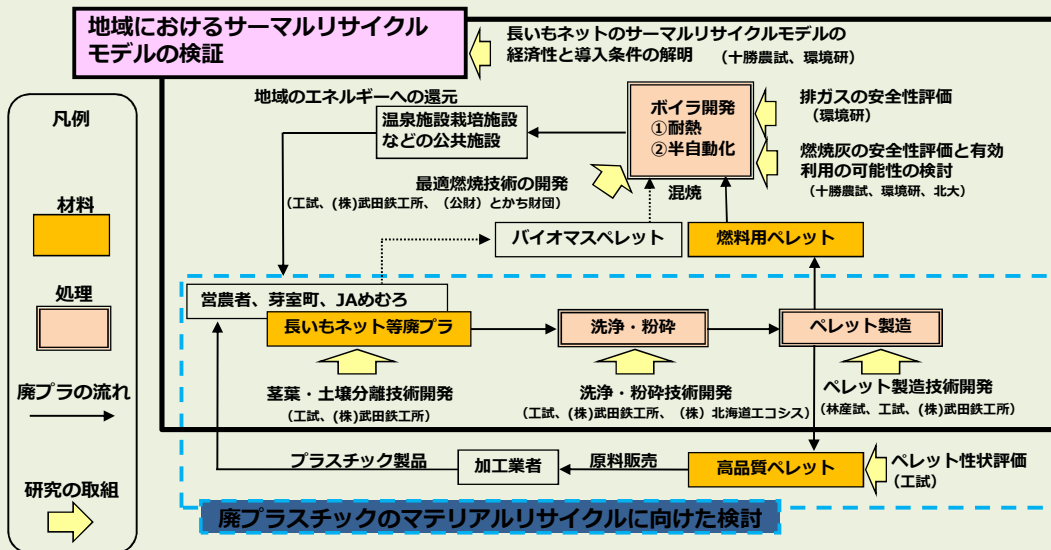 地域におけるサーマルリサイクル
モデルの検証
長いもネットのサーマルリサイクルモデルの
経済性と導入条件の解明 (十勝農試、環境研)
凡例
材料
処理
廃プラの流れ
研究の取組
地域のエネルギーへの還元
温泉施設栽培施設
などの公共施設
ボイラ開発
①耐熱
②半自動化
排ガスの安全性評価
(環境研)
燃焼灰の安全性評価と有効
利用の可能性の検討
(十勝農試、環境研、北大)
最適燃焼技術の開発
(工試、(株)武田鉄工所、(公財)とかち財団)
混焼
バイオマスペレット
燃料用ペレット
営農者、芽室町、JAめむろ
長いもネット等廃プラ
洗浄・粉砕
ペレット製造
茎葉・土壌分離技術開発
(工試、(株)武田鉄工所)
洗浄・粉砕技術開発
(工試、(株)武田鉄工所、(株)北海道エコシス)
ペレット製造技術開発
(林産試、工試、(株)武田鉄工所)
プラスチック製品
加工業者
原料販売
高品質ペレット
ペレット性状評価
(工試)
廃プラスチックのマテリアルリサイクルに向けた検討